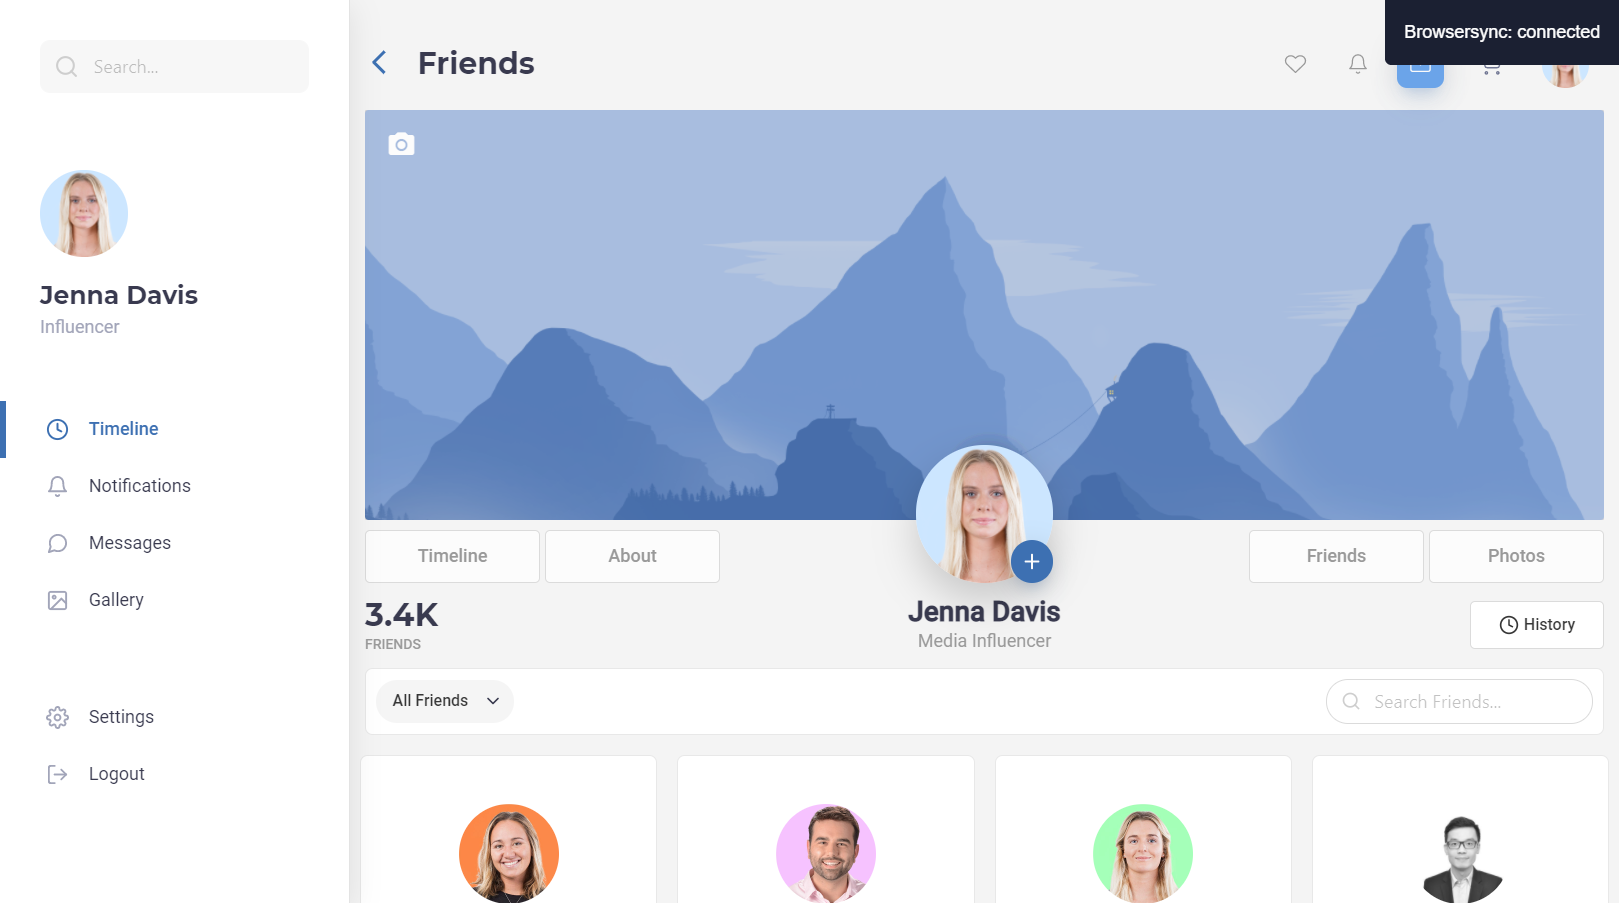 Search...
Jenna Davis
Influencer
Timeline
Notifications
Messages
Gallery
Settings
Logout
Friends
Browsersync: connected
Timeline
About
Friends
Photos
3.4K
FRIENDS
Jenna Davis
Media Influencer
History
All Friends
Search Friends...